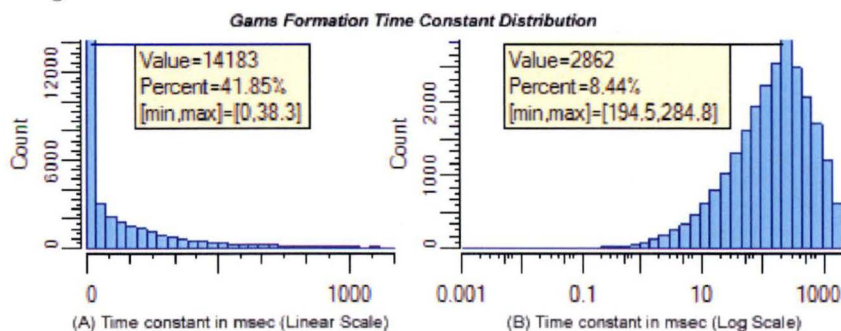 Gams Formation Time Constant Distribution
Value=14183
Percent=41.85%
[min,max]=[0,38.3]
Count
12000
6000
0
0 1000
(A) Time constant in msec (Linear Scale)
Value=2862
Percent=8.44%
[min,max]=[194.5,284.8]
Count
2000
1000
0
0.001 0.1 10 1000
(B) Time constant in msec (Log Scale)